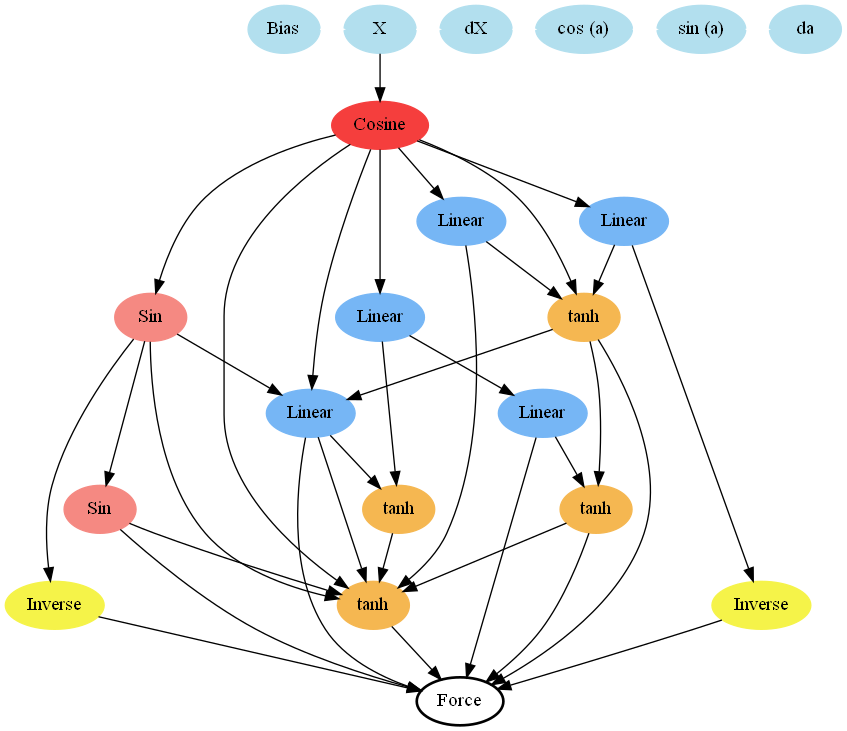 Bias
X
dX
cos (a)
sin (a)
da
Cosine
Linear
Linear
Sin
Linear
tanh
Linear
Linear
Sin
tanh
tanh
Inverse
tanh
Inverse
Force